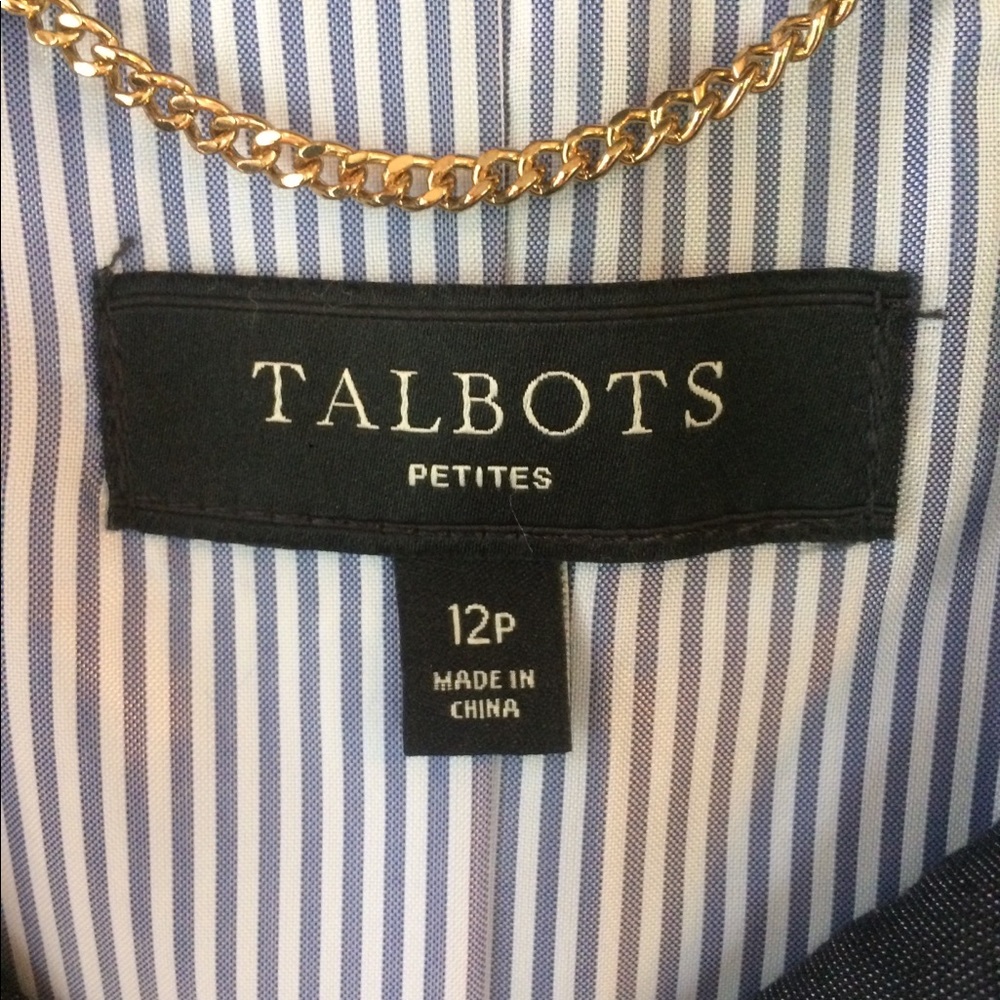 TALBOTS
PETITES
12P
MADE IN
CHINA